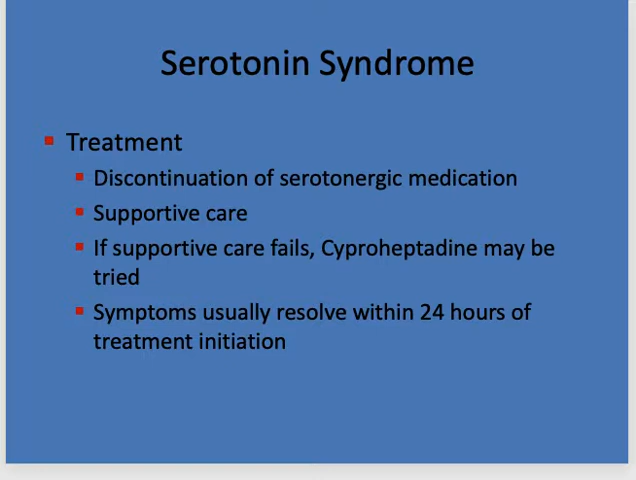 Serotonin Syndrome
Treatment
Discontinuation of serotonergic medication
Supportive care
If supportive care fails, Cyproheptadine may be
tried
Symptoms usually resolve within 24 hours of
treatment initiation